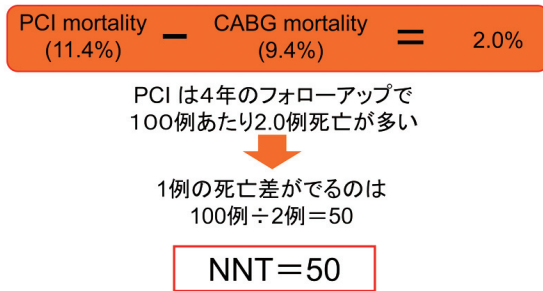 PCI mortality − CABG mortality = 2.0%
(11.4%) (9.4%)
PCI は4年のフォローアップで
100例あたり2.0例死亡が多い
1例の死亡差がでるのは
100例÷2例=50
NNT=50